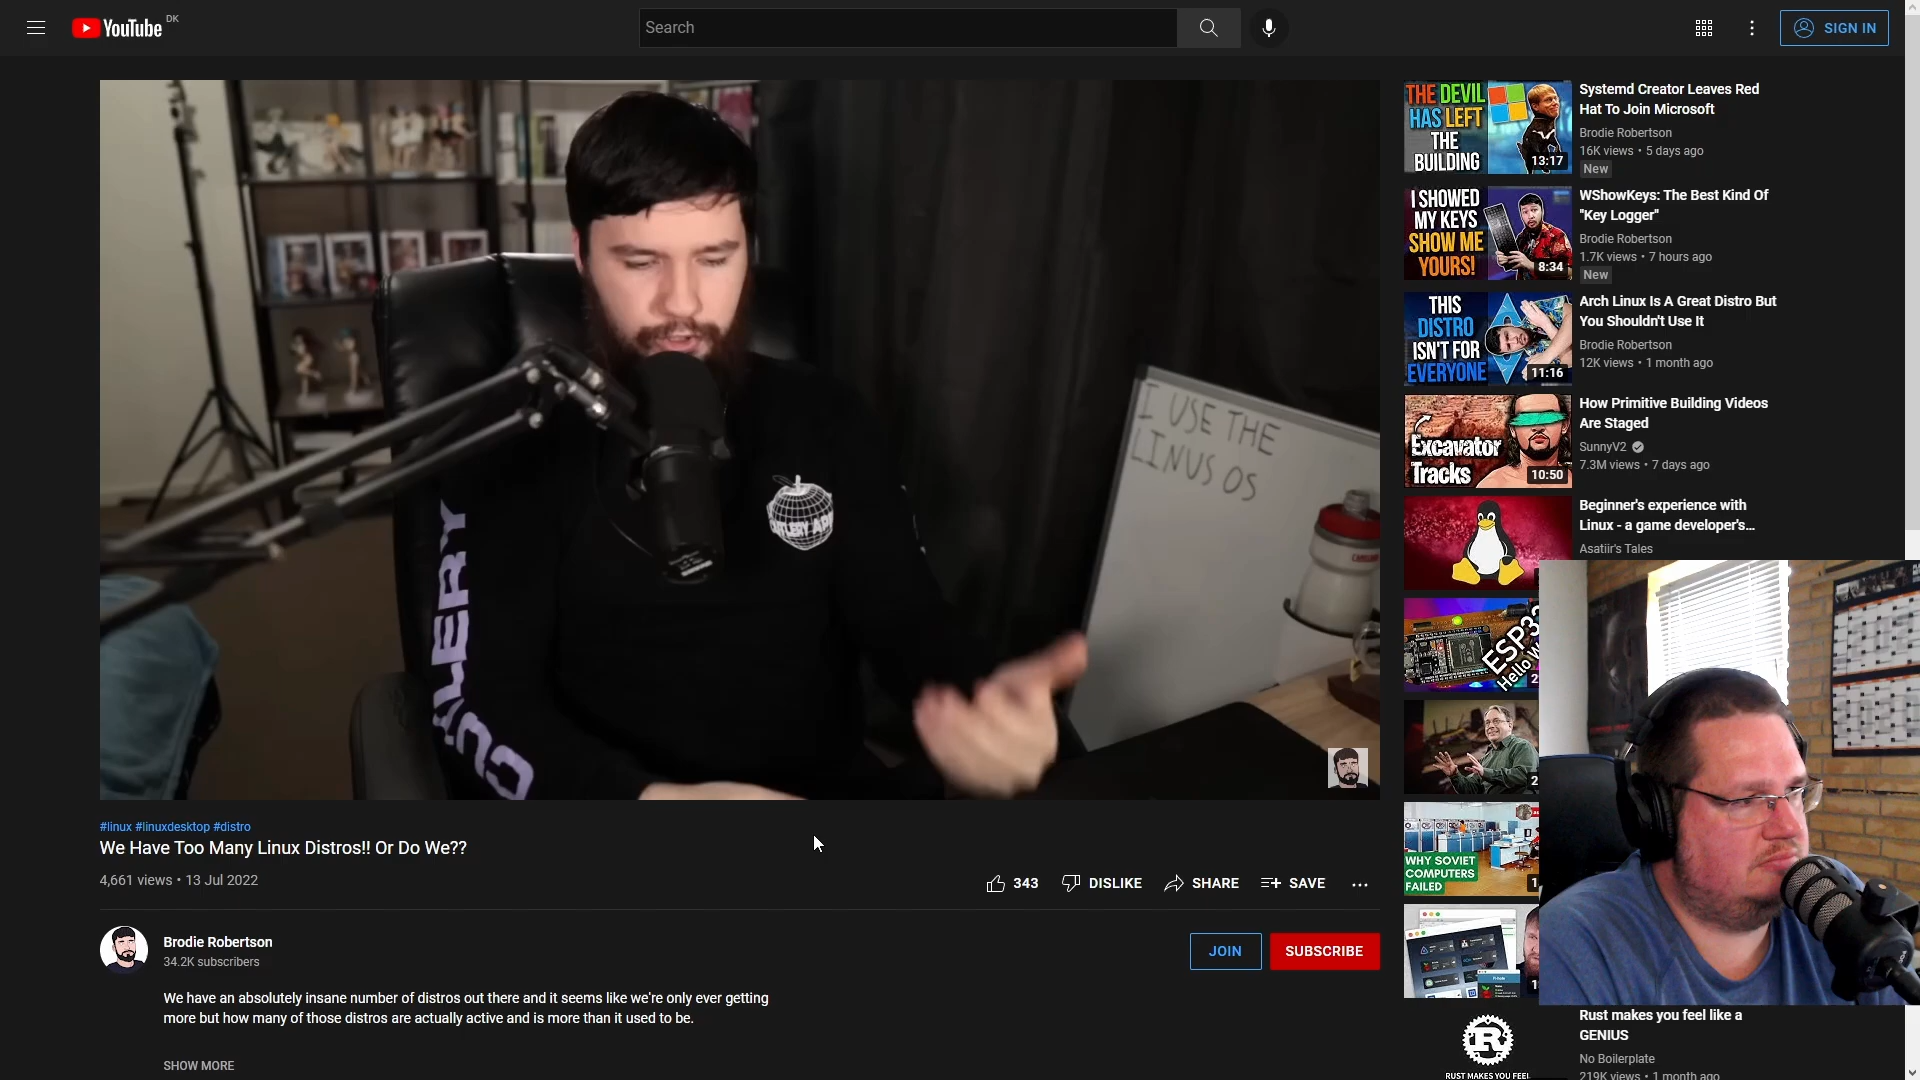 YouTube DK
Search
SIGN IN
I USE THE
LINUS OS
#linux #linuxdesktop #distro
We Have Too Many Linux Distros!! Or Do We??
4,661 views • 13 Jul 2022
343
DISLIKE
SHARE
SAVE
Brodie Robertson
34.2K subscribers
JOIN
SUBSCRIBE
We have an absolutely insane number of distros out there and it seems like we're only ever getting
more but how many of those distros are actually active and is more than it used to be.
SHOW MORE
THE DEVIL
HAS LEFT
THE
BUILDING
13:17
Systemd Creator Leaves Red
Hat To Join Microsoft
Brodie Robertson
16K views • 5 days ago
New
I SHOWED
MY KEYS
SHOW ME
YOURS!
8:34
WShowKeys: The Best Kind Of
"Key Logger"
Brodie Robertson
1.7K views • 7 hours ago
New
THIS
DISTRO
ISN'T FOR
EVERYONE
11:16
Arch Linux Is A Great Distro But
You Shouldn't Use It
Brodie Robertson
12K views • 1 month ago
Excavator
Tracks
10:50
How Primitive Building Videos
Are Staged
SunnyV2
7.3M views • 7 days ago
Beginner's experience with
Linux - a game developer's...
Asatiir's Tales
WHY SOVIET
COMPUTERS
FAILED
Rust makes you feel like a
GENIUS
No Boilerplate
219K views • 1 month ago
RUST MAKES YOU FEEL